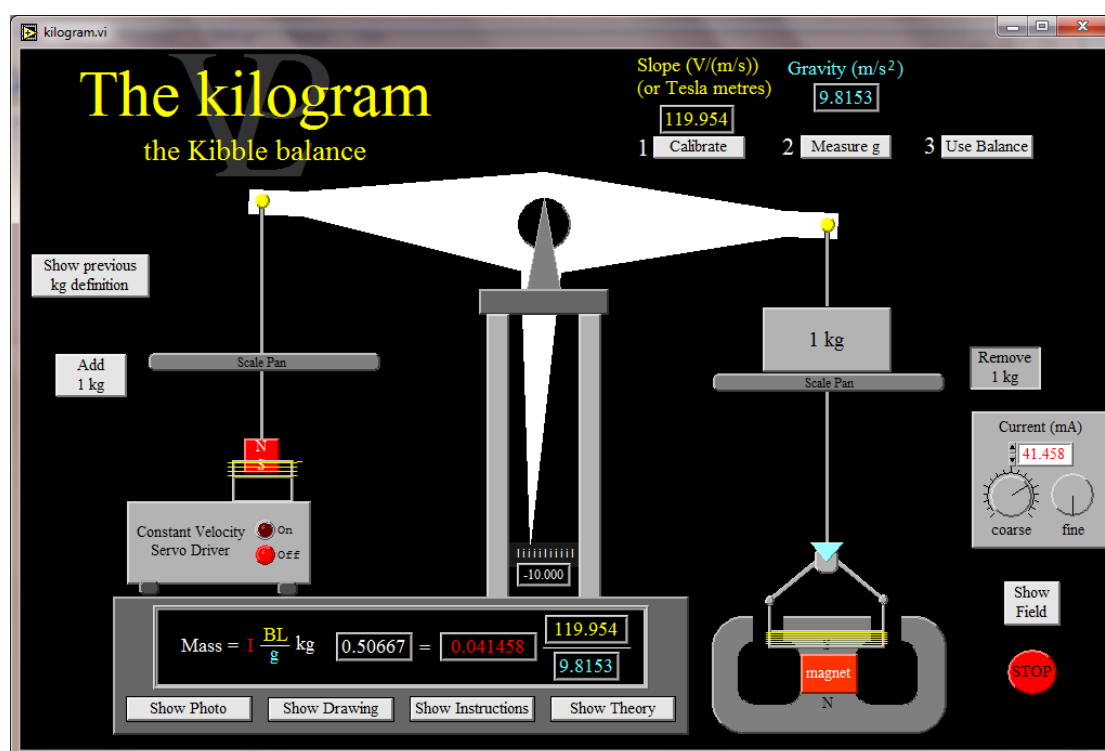 kilogram.vi
The kilogram
the Kibble balance
Slope (V/(m/s))
(or Tesla metres)
119.954
Gravity (m/s²)
9.8153
1 Calibrate
2 Measure g
3 Use Balance
Show previous
kg definition
Add
1 kg
Scale Pan
1 kg
Scale Pan
Remove
1 kg
Current (mA)
41.458
coarse
fine
N
S
Constant Velocity
Servo Driver
On
Off
-10.000
Mass = I BL/g kg 0.50667 = 0.041458 119.954/9.8153
Show Photo
Show Drawing
Show Instructions
Show Theory
S
magnet
N
Show
Field
STOP